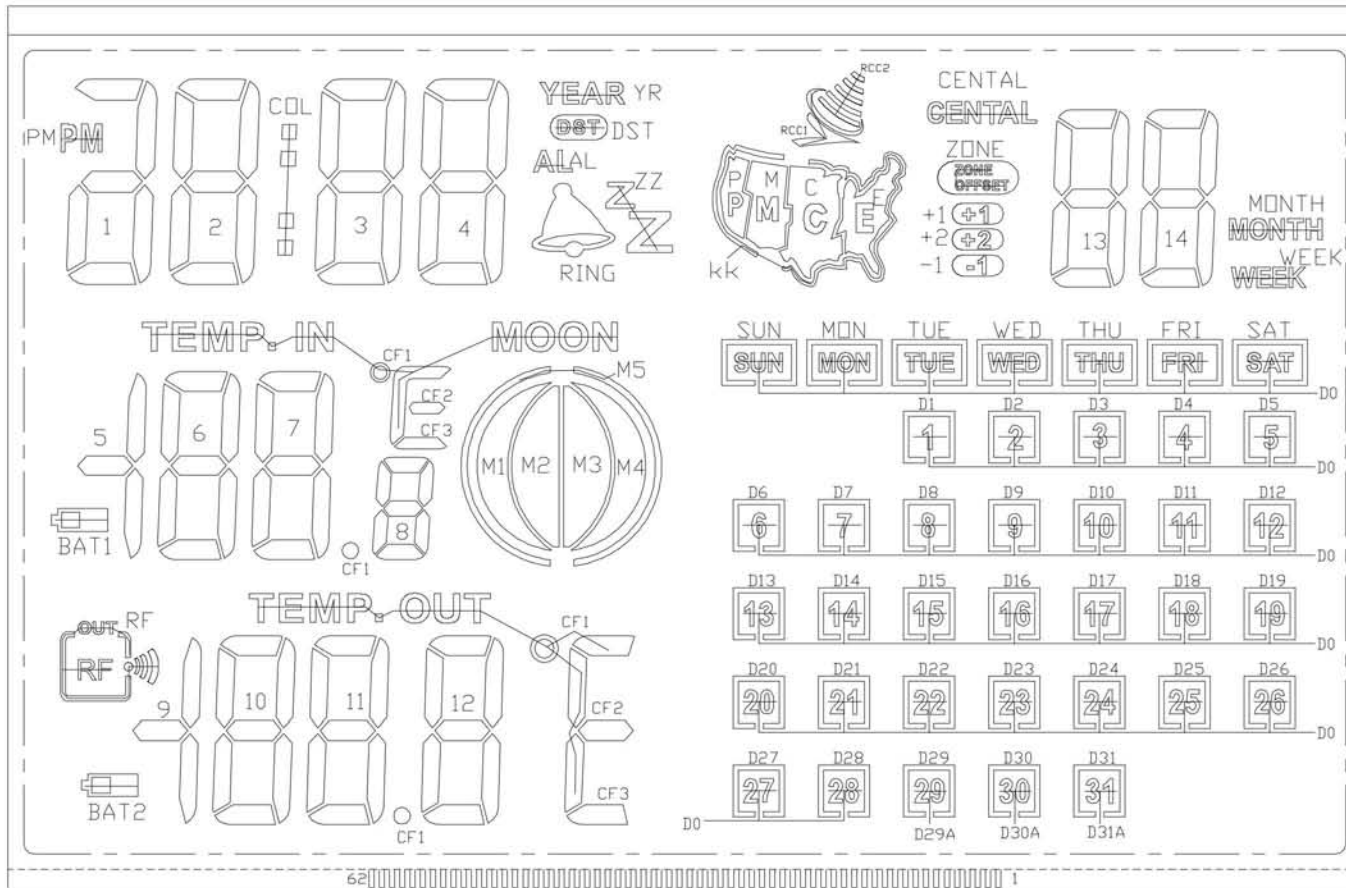 COL
YEAR YR
DST DST
AL AL
ZZ
Z Z
PM PM
1 2 3 4
RING
RCC2
RCC1
P M C E
P M C E
kk
CENTAL
CENTAL
ZONE
ZONE
OFFSET
+1 +1
+2 +2
-1 -1
13 14
MONTH
MONTH
WEEK
WEEK
TEMP. IN
MOON
CF1
CF2
CF3
5 6 7
8
CF1
BAT1
M1 M2 M3 M4
M5
SUN MON TUE WED THU FRI SAT
SUN MON TUE WED THU FRI SAT
D0
D1 D2 D3 D4 D5
1 2 3 4 5
D0
D6 D7 D8 D9 D10 D11 D12
6 7 8 9 10 11 12
D0
D13 D14 D15 D16 D17 D18 D19
13 14 15 16 17 18 19
D0
D20 D21 D22 D23 D24 D25 D26
20 21 22 23 24 25 26
D0
D27 D28 D29 D30 D31
27 28 29 30 31
D0
D29A D30A D31A
TEMP. OUT
OUT RF
RF
CF1
CF2
CF3
9 10 11 12
CF1
BAT2
62 1